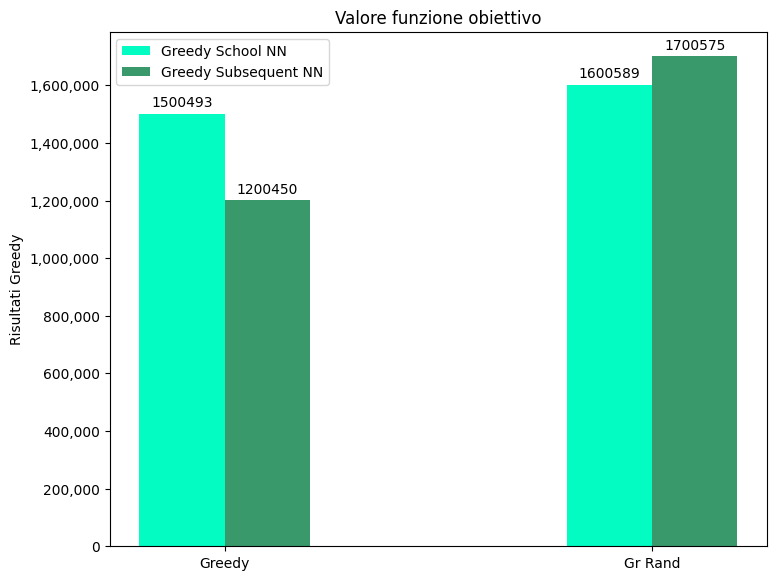 Valore funzione obiettivo
Greedy School NN
Greedy Subsequent NN
1500493
1200450
1600589
1700575
Risultati Greedy
1,600,000
1,400,000
1,200,000
1,000,000
800,000
600,000
400,000
200,000
0
Greedy
Gr Rand